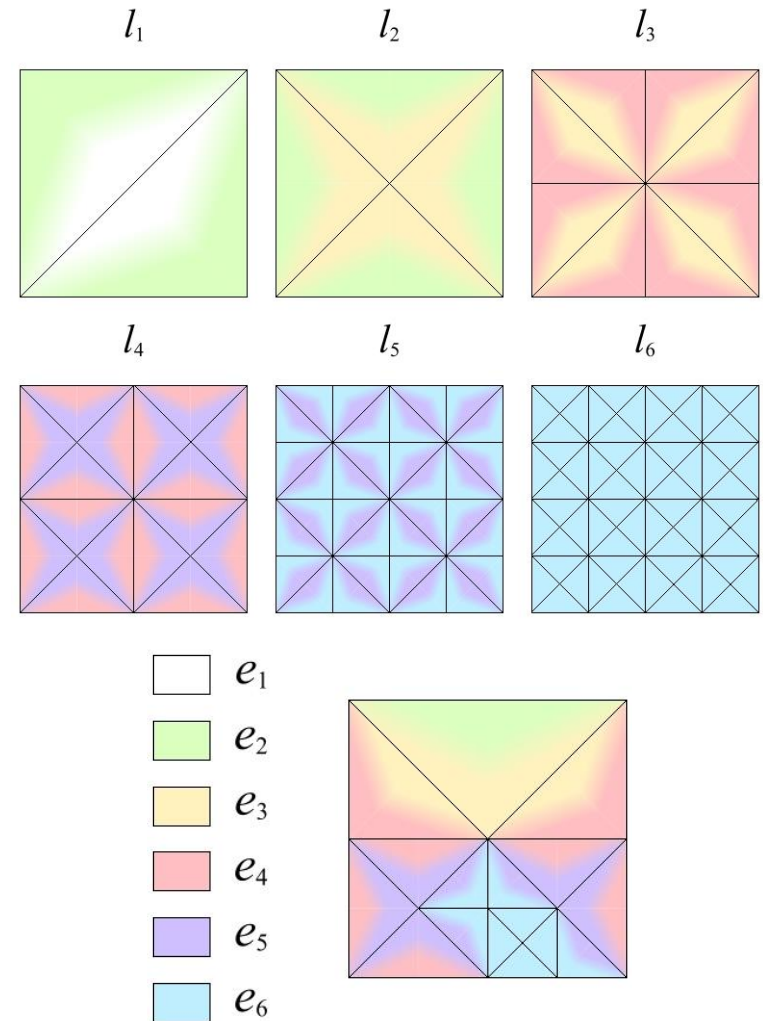 l₁ l₂ l₃
l₄ l₅ l₆
e₁
e₂
e₃
e₄
e₅
e₆